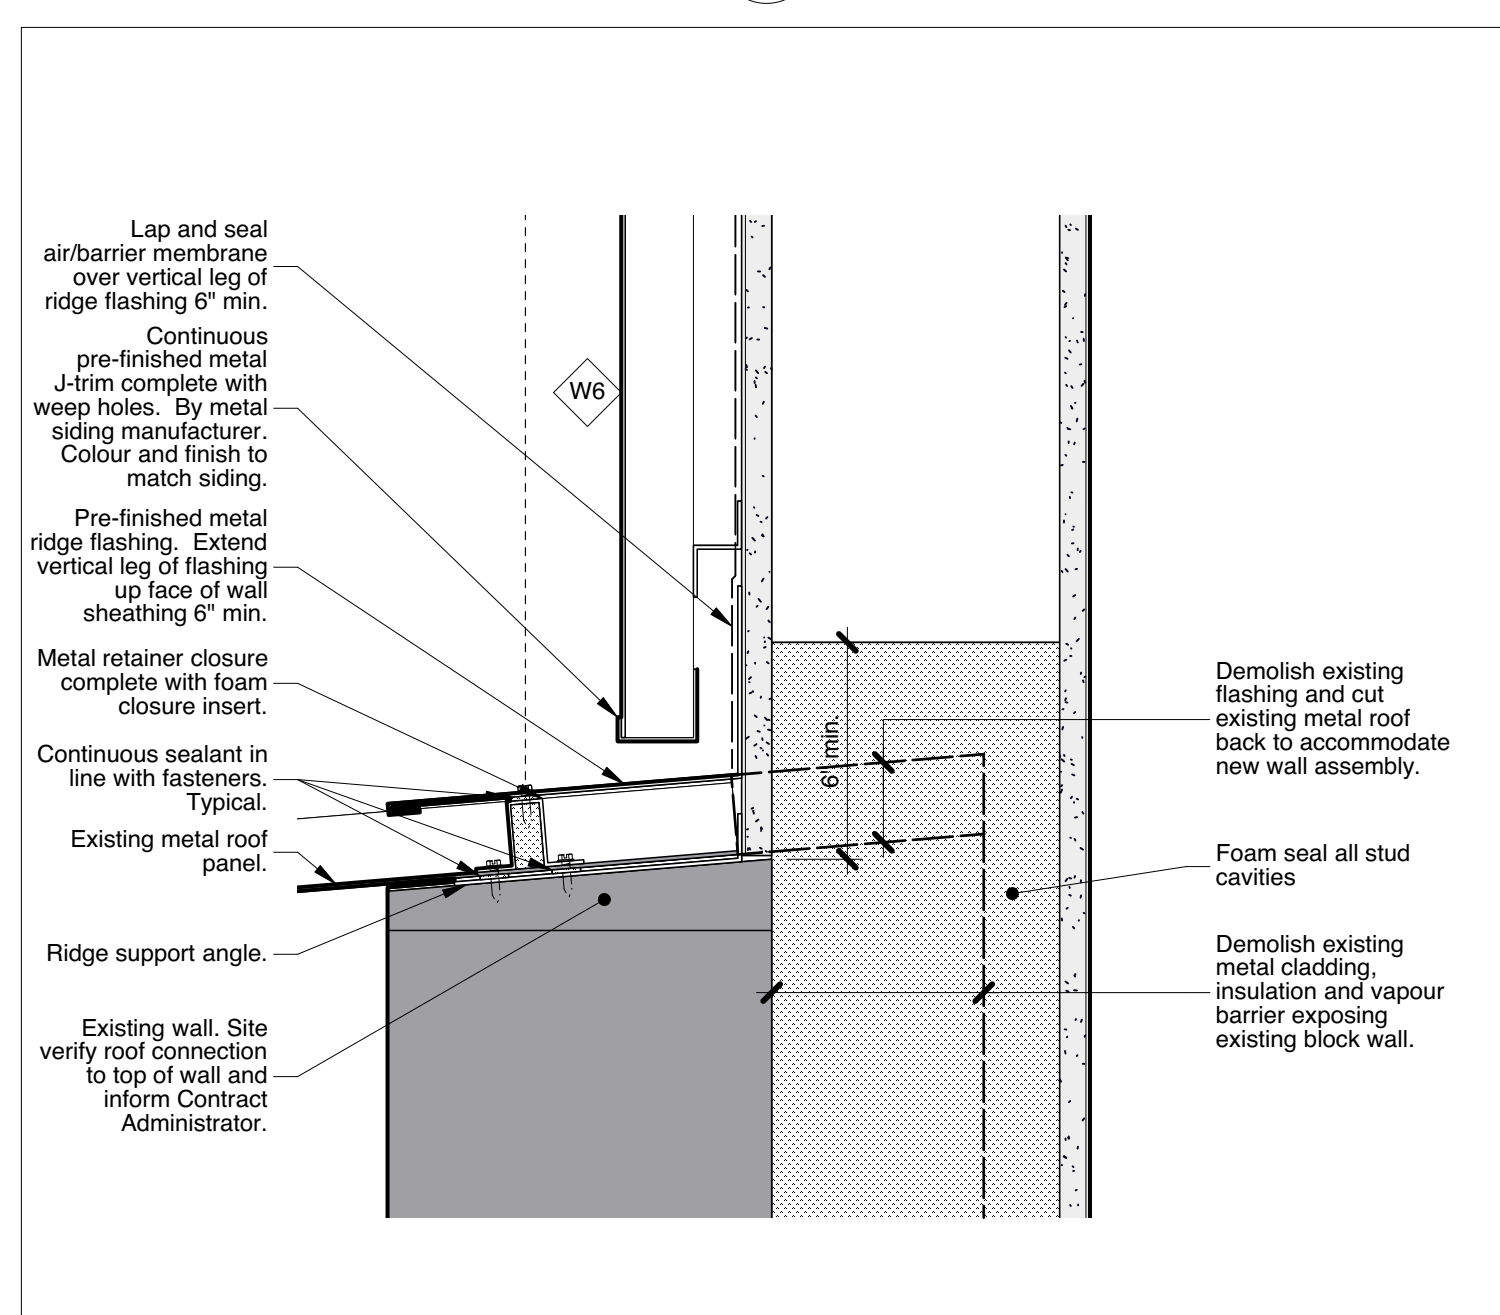 Lap and seal
air/barrier membrane
over vertical leg of
ridge flashing 6" min.
Continuous
pre-finished metal
J-trim complete with
weep holes.  By metal
siding manufacturer.
Colour and finish to
match siding.
Pre-finished metal
ridge flashing.  Extend
vertical leg of flashing
up face of wall
sheathing 6" min.
Metal retainer closure
complete with foam
closure insert.
Continuous sealant in
line with fasteners.
Typical.
Existing metal roof
panel.
Ridge support angle.
Existing wall. Site
verify roof connection
to top of wall and
inform Contract
Administrator.
W6
6" min.
Demolish existing
flashing and cut
existing metal roof
back to accommodate
new wall assembly.
Foam seal all stud
cavities
Demolish existing
metal cladding,
insulation and vapour
barrier exposing
existing block wall.